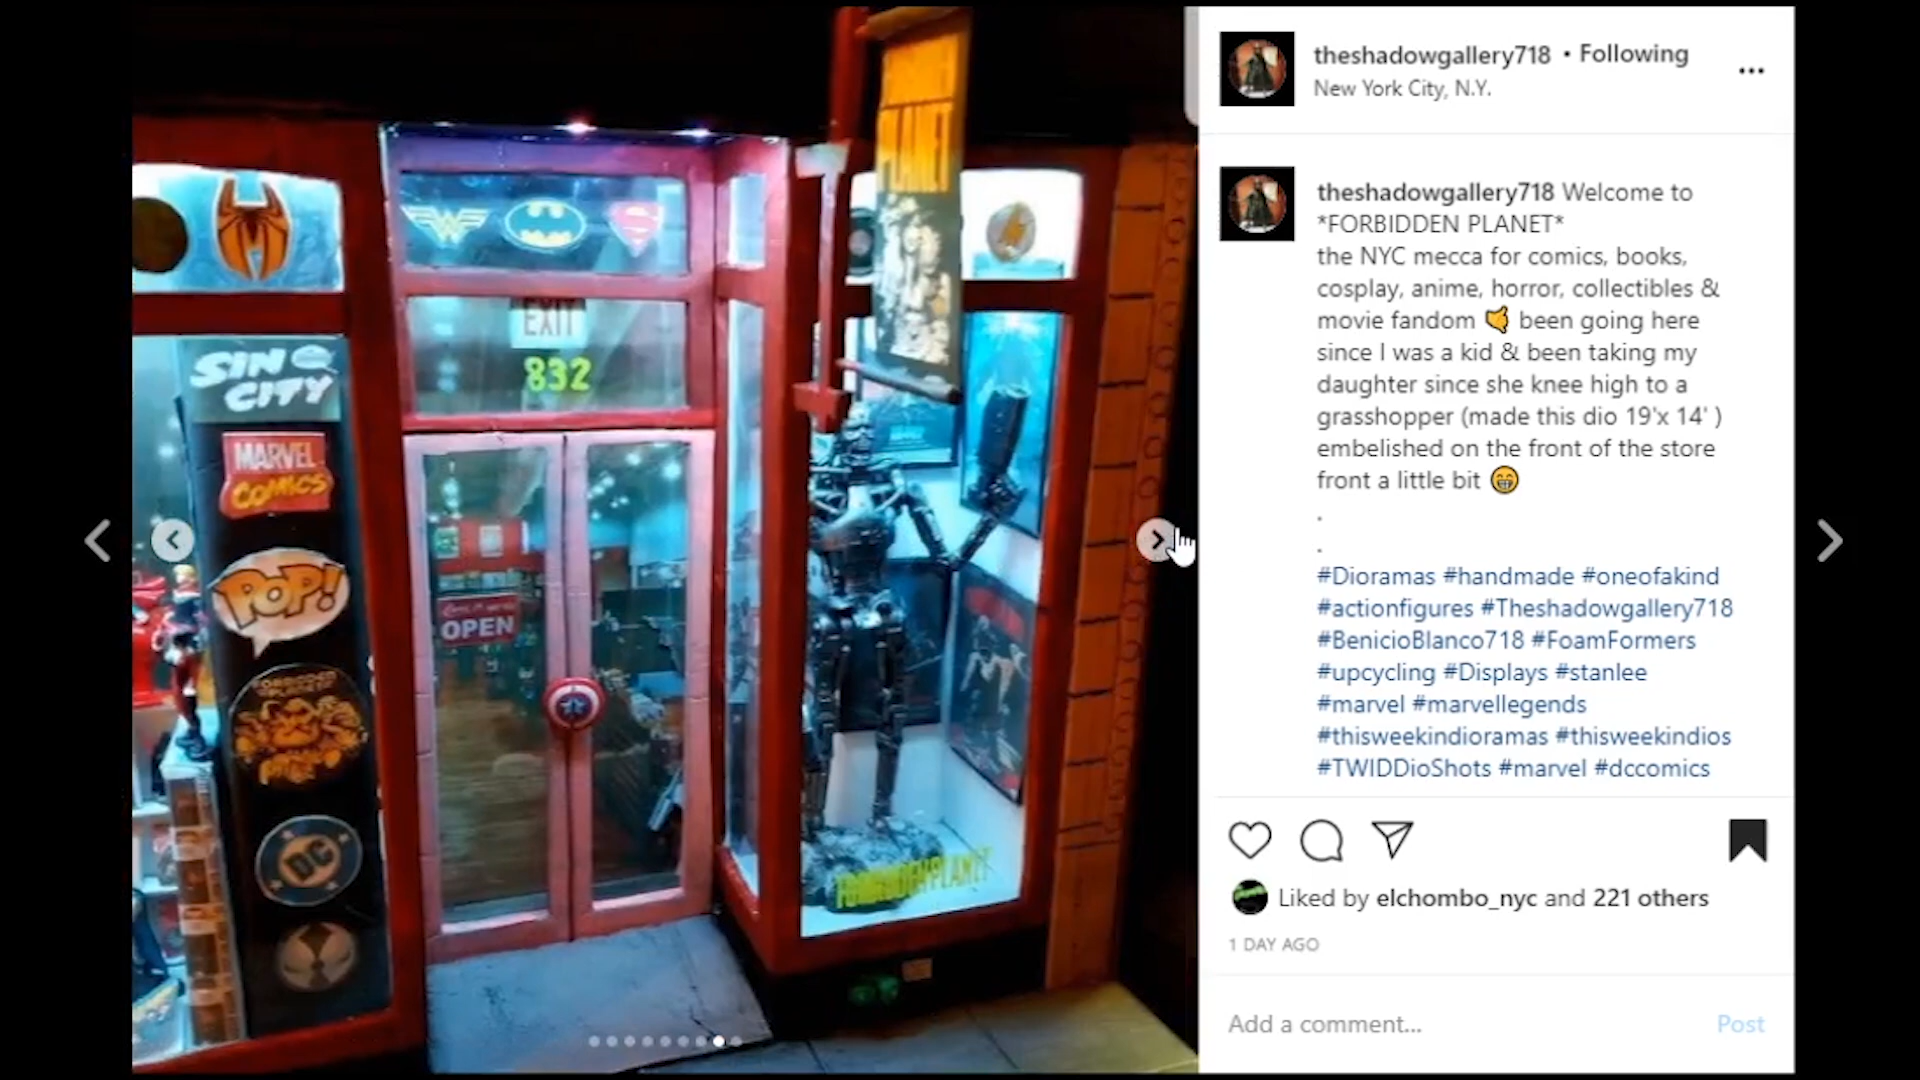 theshadowgallery718 • Following
New York City, N.Y.
theshadowgallery718 Welcome to
*FORBIDDEN PLANET*
the NYC mecca for comics, books,
cosplay, anime, horror, collectibles &
movie fandom 🤙 been going here
since I was a kid & been taking my
daughter since she knee high to a
grasshopper (made this dio 19'x 14' )
embelished on the front of the store
front a little bit 😁
.
.
#Dioramas #handmade #oneofakind
#actionfigures #Theshadowgallery718
#BenicioBlanco718 #FoamFormers
#upcycling #Displays #stanlee
#marvel #marvellegends
#thisweekindioramas #thisweekindios
#TWIDDioShots #marvel #dccomics
Liked by elchombo_nyc and 221 others
1 DAY AGO
Add a comment... Post
PLANET
EXIT
832
SIN
CITY
MARVEL
COMICS
POP!
OPEN
DC
FORBIDDEN PLANET